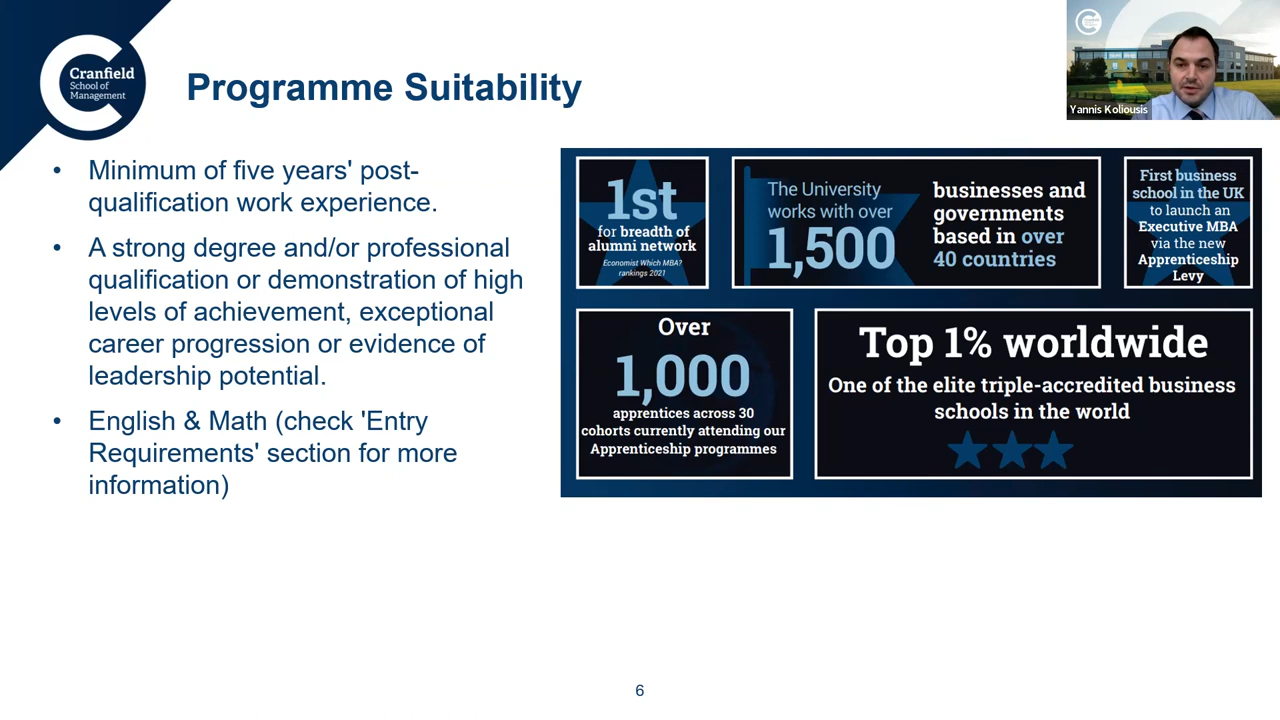 Cranfield
School of
Management
Programme Suitability
Yannis Koliousis
• Minimum of five years' post-
qualification work experience.
• A strong degree and/or professional
qualification or demonstration of high
levels of achievement, exceptional
career progression or evidence of
leadership potential.
• English & Math (check 'Entry
Requirements' section for more
information)
1st
for breadth of
alumni network
Economist Which MBA?
rankings 2021
The University
works with over
1,500
businesses and
governments
based in over
40 countries
First business
school in the UK
to launch an
Executive MBA
via the new
Apprenticeship
Levy
Over
1,000
apprentices across 30
cohorts currently attending our
Apprenticeship programmes
Top 1% worldwide
One of the elite triple-accredited business
schools in the world
6